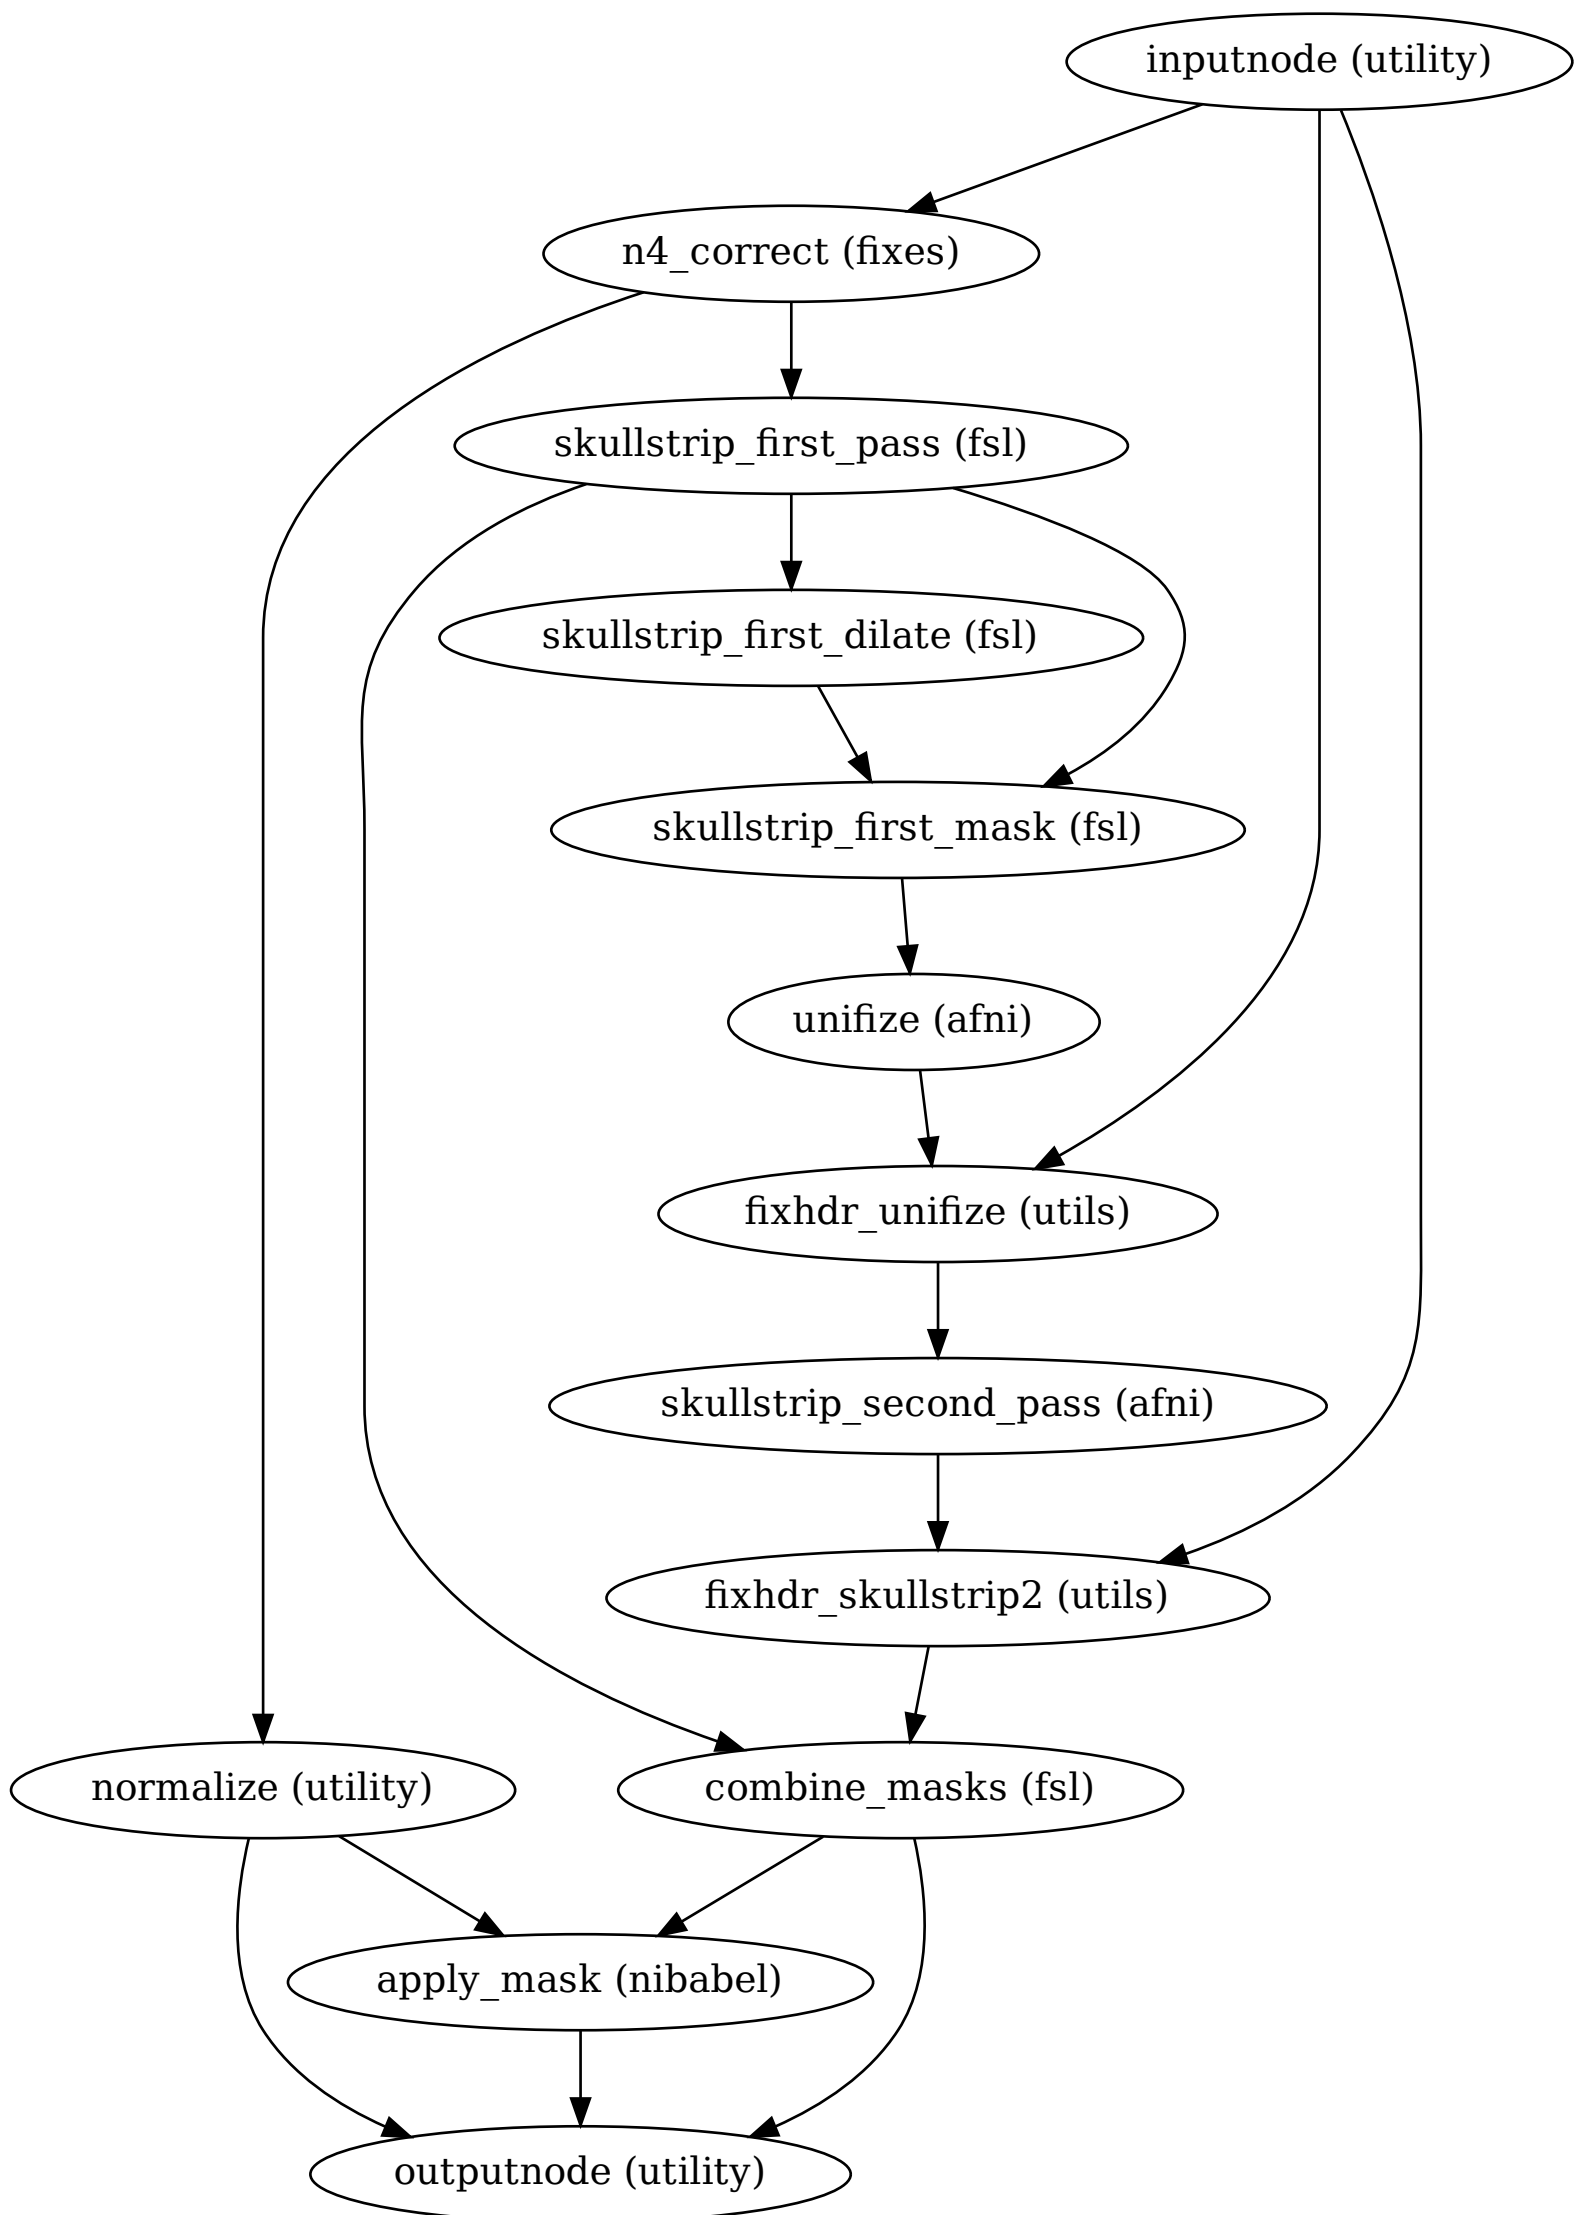 inputnode (utility)
n4_correct (fixes)
skullstrip_first_pass (fsl)
skullstrip_first_dilate (fsl)
skullstrip_first_mask (fsl)
unifize (afni)
fixhdr_unifize (utils)
skullstrip_second_pass (afni)
fixhdr_skullstrip2 (utils)
normalize (utility)
combine_masks (fsl)
apply_mask (nibabel)
outputnode (utility)